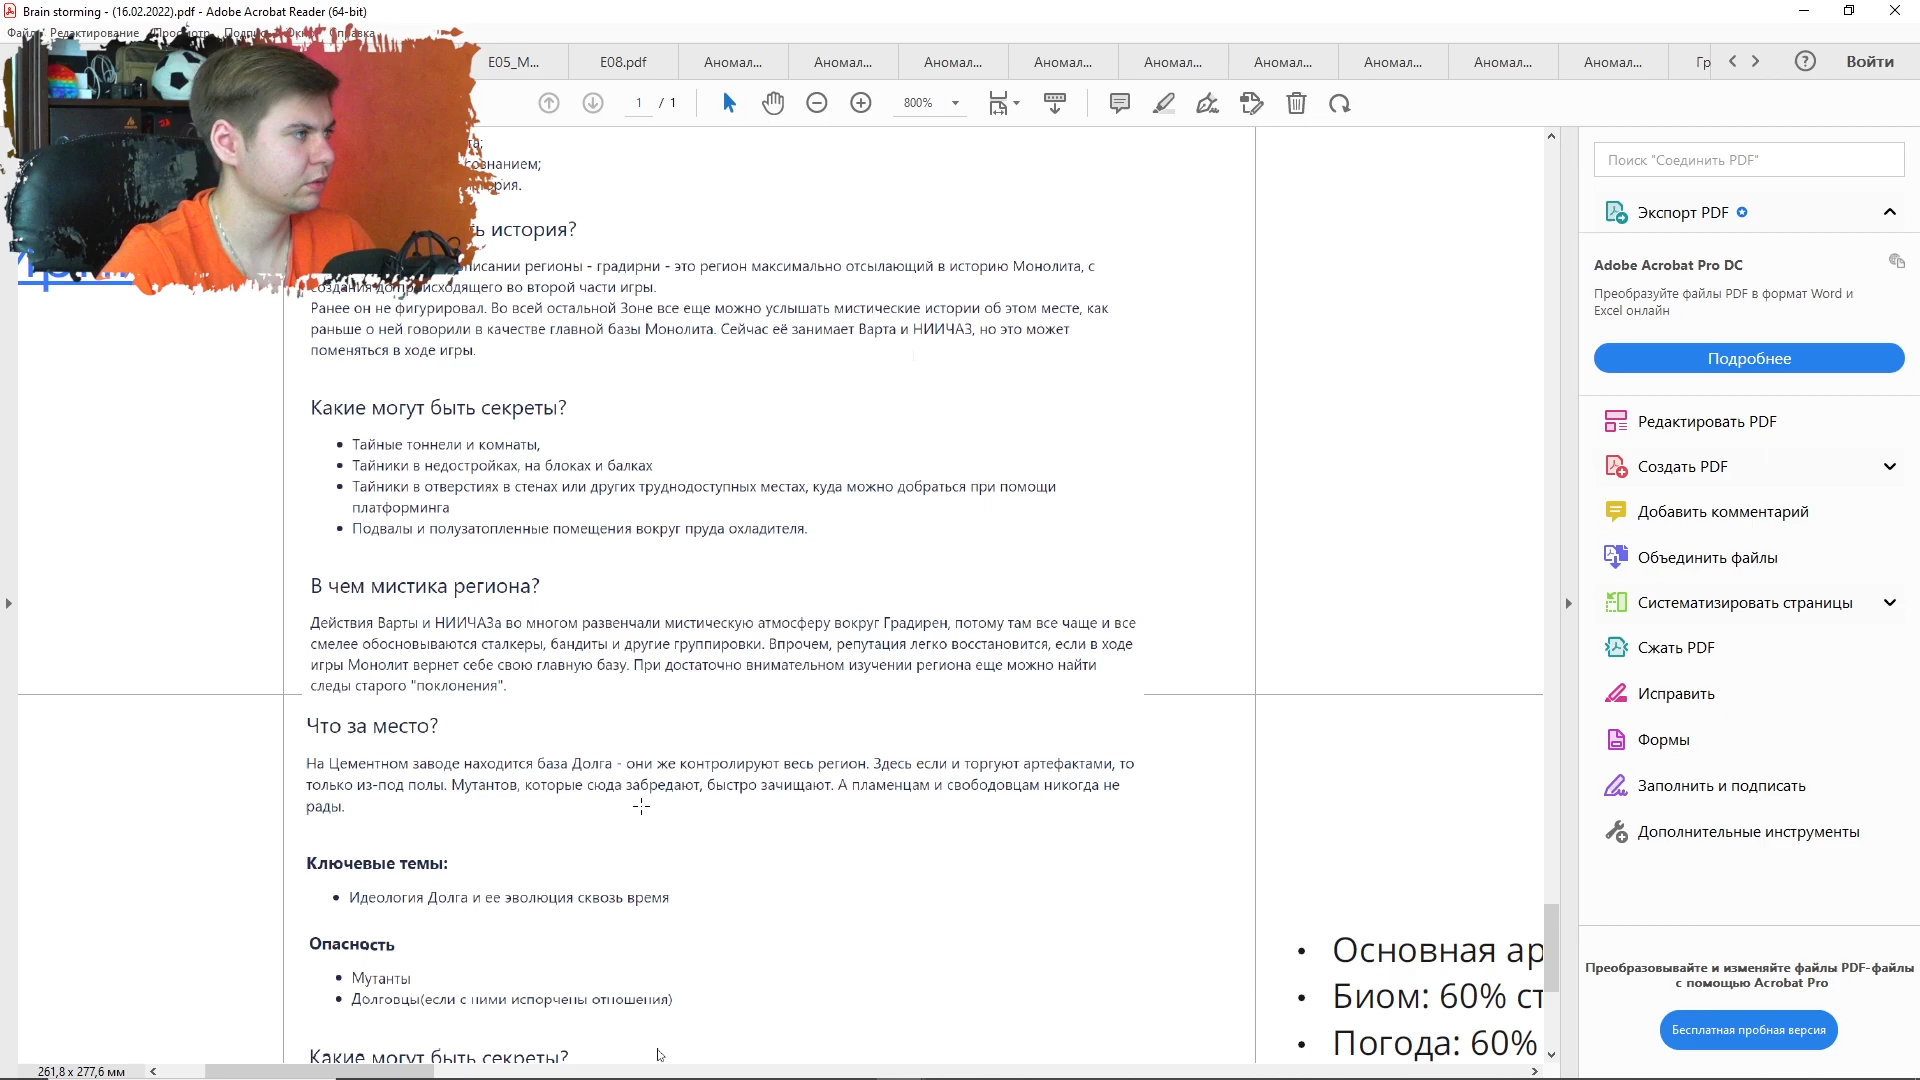 Brain storming - (16.02.2022).pdf - Adobe Acrobat Reader (64-bit)
Файл Редактирование Просмотр Подпись Окно Справка
E05_M...
E08.pdf
Аномал...
Аномал...
Аномал...
Аномал...
Аномал...
Аномал...
Аномал...
Аномал...
Аномал...
Гр
Войти
1 / 1
800%
та;
сознанием;
ория.
ь история?
писании регионы - градирни - это регион максимально отсылающий в историю Монолита, с
создания до происходящего во второй части игры.
Ранее он не фигурировал. Во всей остальной Зоне все еще можно услышать мистические истории об этом месте, как
раньше о ней говорили в качестве главной базы Монолита. Сейчас её занимает Варта и НИИЧАЗ, но это может
поменяться в ходе игры.
Какие могут быть секреты?
• Тайные тоннели и комнаты,
• Тайники в недостройках, на блоках и балках
• Тайники в отверстиях в стенах или других труднодоступных местах, куда можно добраться при помощи
платформинга
• Подвалы и полузатопленные помещения вокруг пруда охладителя.
В чем мистика региона?
Действия Варты и НИИЧАЗа во многом развенчали мистическую атмосферу вокруг Градирен, потому там все чаще и все
смелее обосновываются сталкеры, бандиты и другие группировки. Впрочем, репутация легко восстановится, если в ходе
игры Монолит вернет себе свою главную базу. При достаточно внимательном изучении региона еще можно найти
следы старого "поклонения".
Что за место?
На Цементном заводе находится база Долга - они же контролируют весь регион. Здесь если и торгуют артефактами, то
только из-под полы. Мутантов, которые сюда забредают, быстро зачищают. А пламенцам и свободовцам никогда не
рады.
Ключевые темы:
• Идеология Долга и ее эволюция сквозь время
Опасность
• Мутанты
• Долговцы(если с ними испорчены отношения)
Какие могут быть секреты?
• Основная ар
• Биом: 60% ст
• Погода: 60%
261,8 x 277,6 мм
Поиск "Соединить PDF"
Экспорт PDF
Adobe Acrobat Pro DC
Преобразуйте файлы PDF в формат Word и
Excel онлайн
Подробнее
Редактировать PDF
Создать PDF
Добавить комментарий
Объединить файлы
Систематизировать страницы
Сжать PDF
Исправить
Формы
Заполнить и подписать
Дополнительные инструменты
Преобразовывайте и изменяйте файлы PDF-файлы
с помощью Acrobat Pro
Бесплатная пробная версия